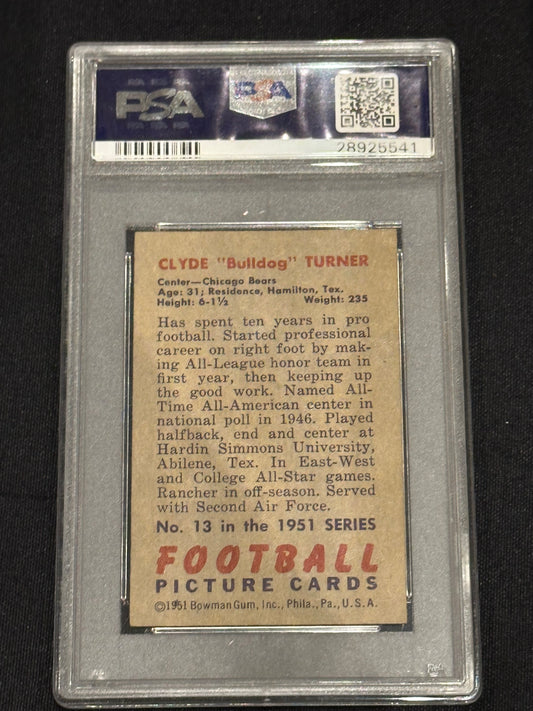 PSA
PSA
28925541
CLYDE "Bulldog" TURNER
Center—Chicago Bears
Age: 31; Residence, Hamilton, Tex.
Height: 6-1½ Weight: 235
Has spent ten years in pro
football. Started professional
career on right foot by mak-
ing All-League honor team in
first year, then keeping up
the good work. Named All-
Time All-American center in
national poll in 1946. Played
halfback, end and center at
Hardin Simmons University,
Abilene, Tex. In East-West
and College All-Star games.
Rancher in off-season. Served
with Second Air Force.
No. 13 in the 1951 SERIES
FOOTBALL
PICTURE CARDS
©1951 Bowman Gum, Inc., Phila., Pa., U.S.A.